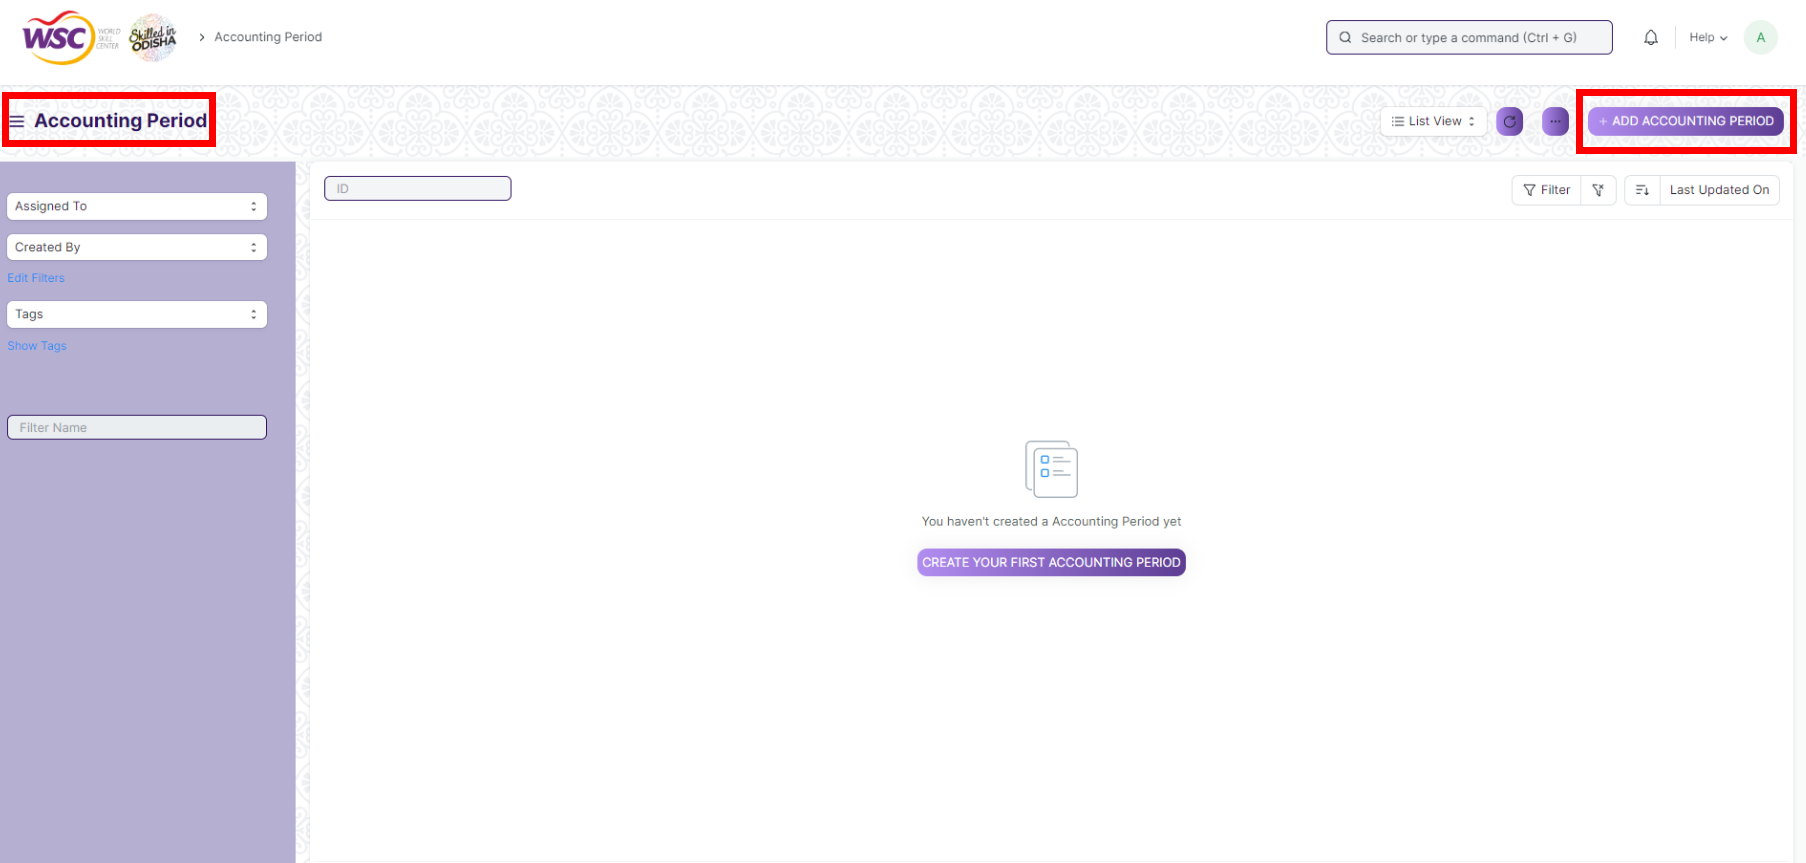 WSC WORLD SKILL CENTER
Skilled in ODISHA
Accounting Period
Search or type a command (Ctrl + G)
Help
A
Accounting Period
List View
+ ADD ACCOUNTING PERIOD
Assigned To
Created By
Edit Filters
Tags
Show Tags
Filter Name
ID
Filter
Last Updated On
You haven't created a Accounting Period yet
CREATE YOUR FIRST ACCOUNTING PERIOD